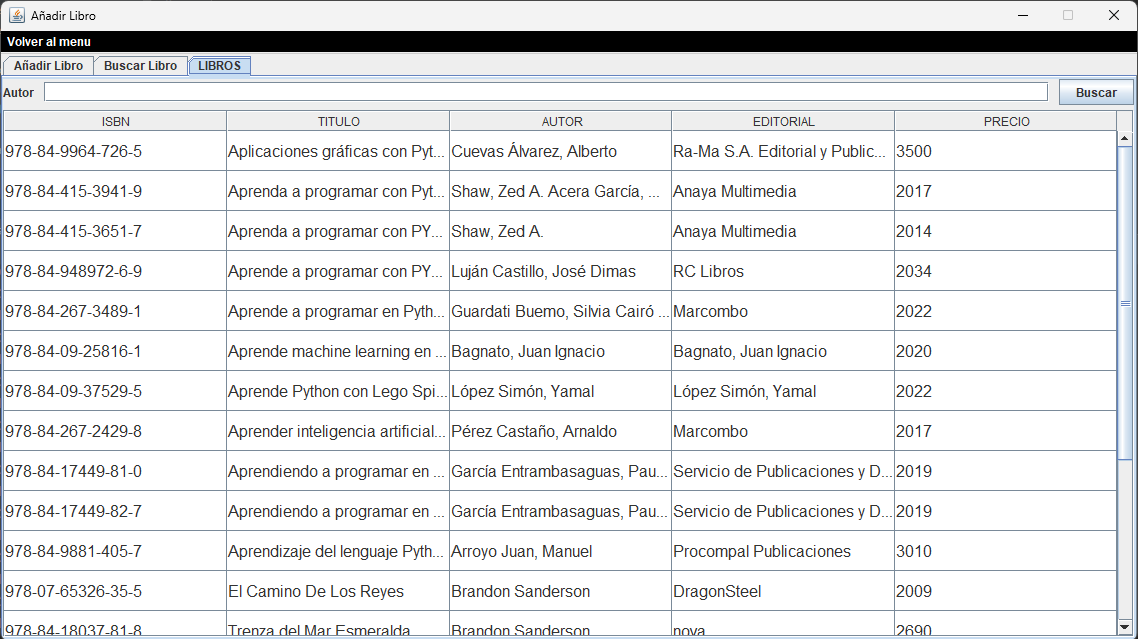 Añadir Libro
Volver al menu
Añadir Libro Buscar Libro LIBROS
Autor Buscar
ISBN TITULO AUTOR EDITORIAL PRECIO
978-84-9964-726-5 Aplicaciones gráficas con Pyt... Cuevas Álvarez, Alberto Ra-Ma S.A. Editorial y Public... 3500
978-84-415-3941-9 Aprenda a programar con Pyt... Shaw, Zed A. Acera García, ... Anaya Multimedia 2017
978-84-415-3651-7 Aprenda a programar con PY... Shaw, Zed A. Anaya Multimedia 2014
978-84-948972-6-9 Aprende a programar con PY... Luján Castillo, José Dimas RC Libros 2034
978-84-267-3489-1 Aprende a programar en Pyth... Guardati Buemo, Silvia Cairó ... Marcombo 2022
978-84-09-25816-1 Aprende machine learning en ... Bagnato, Juan Ignacio Bagnato, Juan Ignacio 2020
978-84-09-37529-5 Aprende Python con Lego Spi... López Simón, Yamal López Simón, Yamal 2022
978-84-267-2429-8 Aprender inteligencia artificial... Pérez Castaño, Arnaldo Marcombo 2017
978-84-17449-81-0 Aprendiendo a programar en ... García Entrambasaguas, Pau... Servicio de Publicaciones y D... 2019
978-84-17449-82-7 Aprendiendo a programar en ... García Entrambasaguas, Pau... Servicio de Publicaciones y D... 2019
978-84-9881-405-7 Aprendizaje del lenguaje Pyth... Arroyo Juan, Manuel Procompal Publicaciones 3010
978-07-65326-35-5 El Camino De Los Reyes Brandon Sanderson DragonSteel 2009
978-84-18037-81-8 Trenza del Mar Esmeralda Brandon Sanderson nova 2690